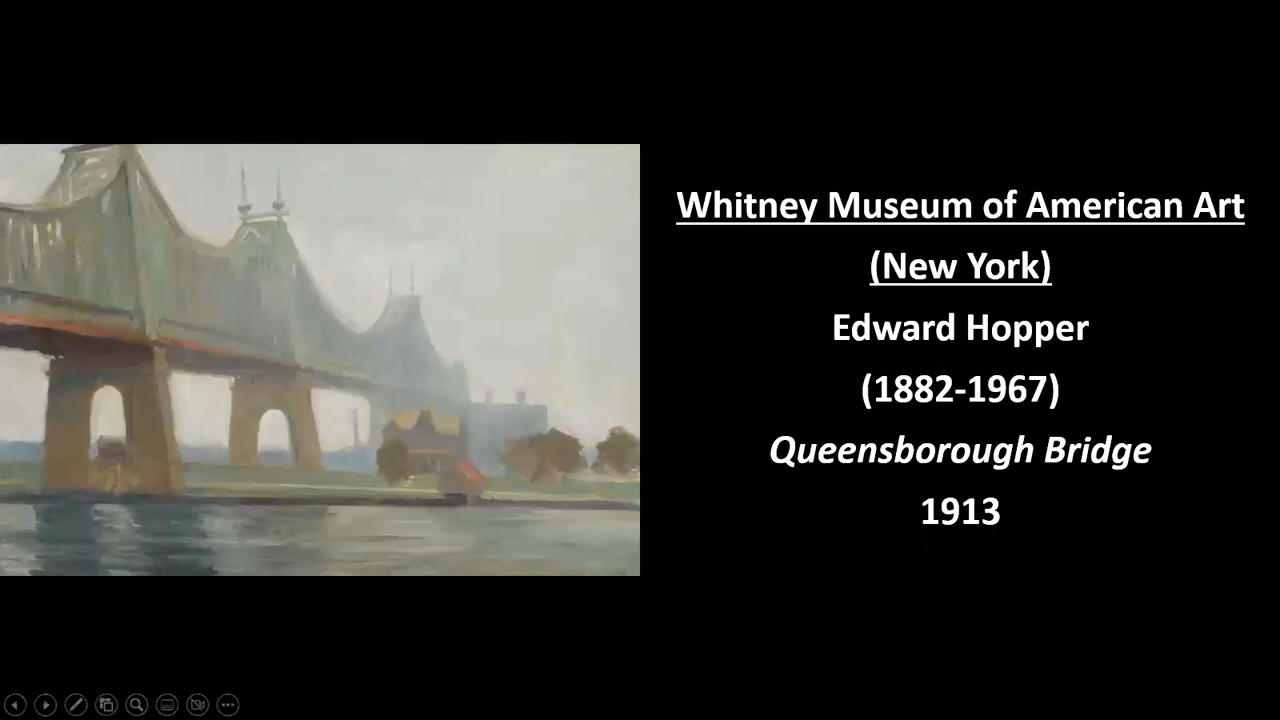 Whitney Museum of American Art
(New York)
Edward Hopper
(1882-1967)
Queensborough Bridge
1913